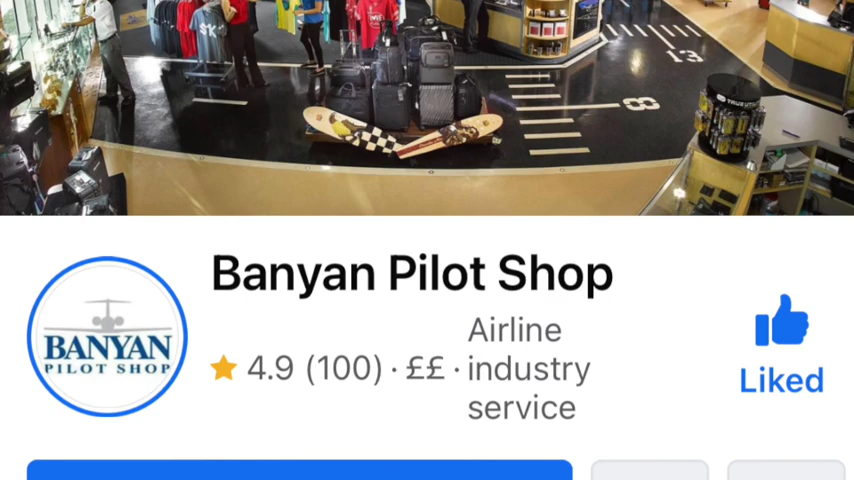 13
8
Banyan Pilot Shop
BANYAN
PILOT SHOP
4.9 (100) · ££ · Airline
industry
service
Liked